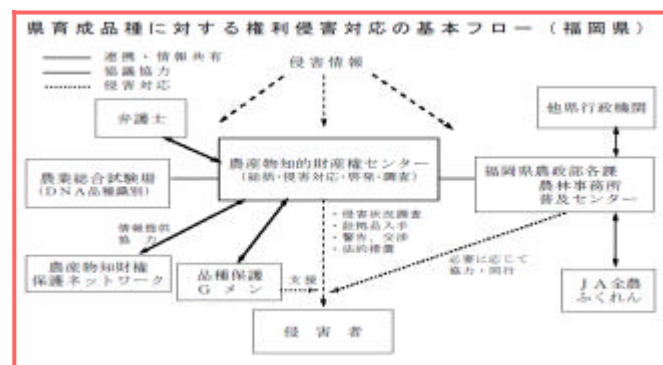 県育成品種に対する権利侵害対応の基本フロー（福岡県）
連携・情報共有
協議協力
侵害対応
侵害情報
弁護士
他県行政機関
農産物知的財産権センター
（総括・侵害対応・啓発・調査）
農業総合試験場
（DNA品種識別）
福岡県農政部各課
農林事務所
普及センター
情報提供
協力
・侵害状況調査
・証拠品入手
・警告、交渉
・法的措置
農産物知財権
保護ネットワーク
品種保護
Gメン
支援
必要に応じて
協力・同行
JA全農
ふくれん
侵害者